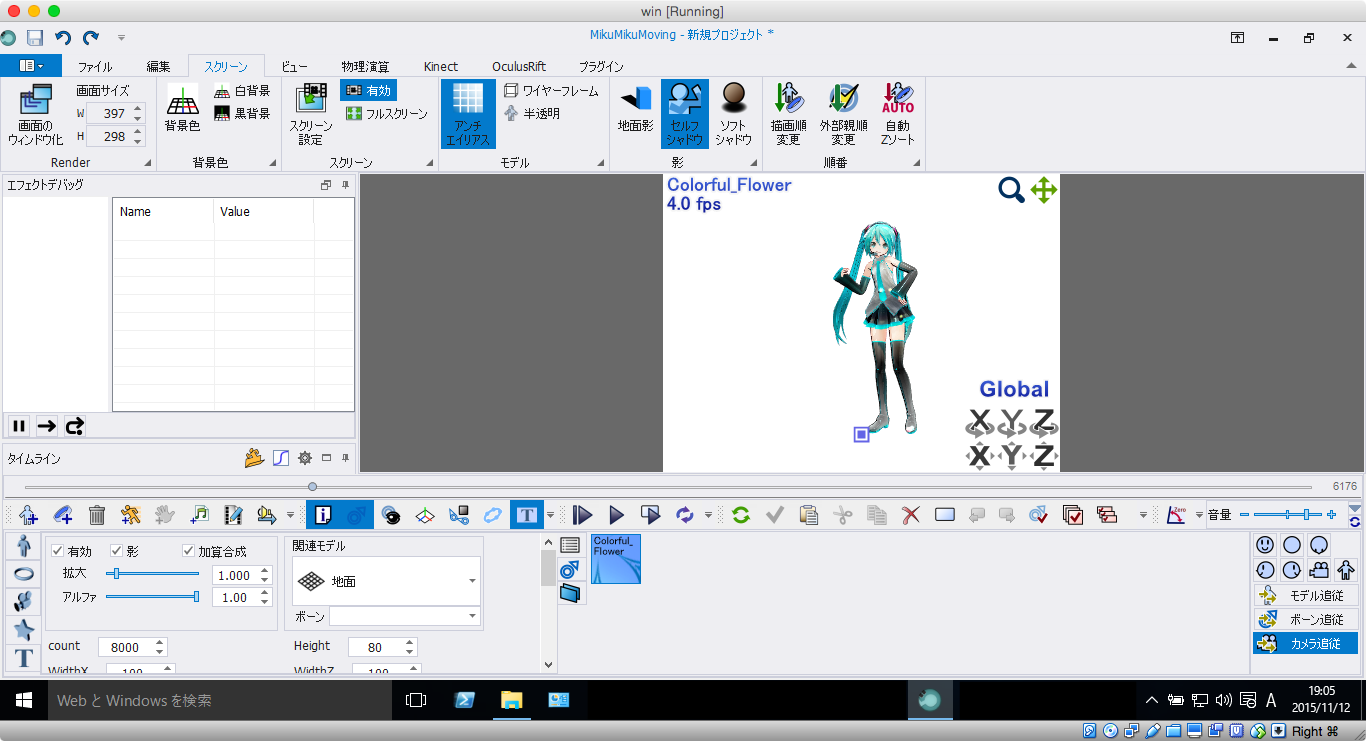 win [Running]
MikuMikuMoving - 新規プロジェクト *
ファイル 編集 スクリーン ビュー 物理演算 Kinect OculusRift プラグイン
画面サイズ
W 397
H 298
画面の
ウィンドウ化
Render
背景色
白背景
黒背景
背景色
スクリーン
設定
有効
フルスクリーン
スクリーン
アンチ
エイリアス
ワイヤーフレーム
半透明
モデル
地面影
セルフ
シャドウ
ソフト
シャドウ
影
描画順
変更
外部親順
変更
AUTO
自動
Zソート
順番
エフェクトデバッグ
Name Value
Colorful_Flower
4.0 fps
Global
X Y Z
X Y Z
タイムライン
6176
T
Zero
音量
有効 影 加算合成
拡大 1.000
アルファ 1.00
関連モデル
地面
ボーン
count 8000 Height 80
WidthX 100 WidthZ 100
T
Colorful_
Flower
モデル追従
ボーン追従
カメラ追従
Web と Windows を検索
A
19:05
2015/11/12
Right ⌘